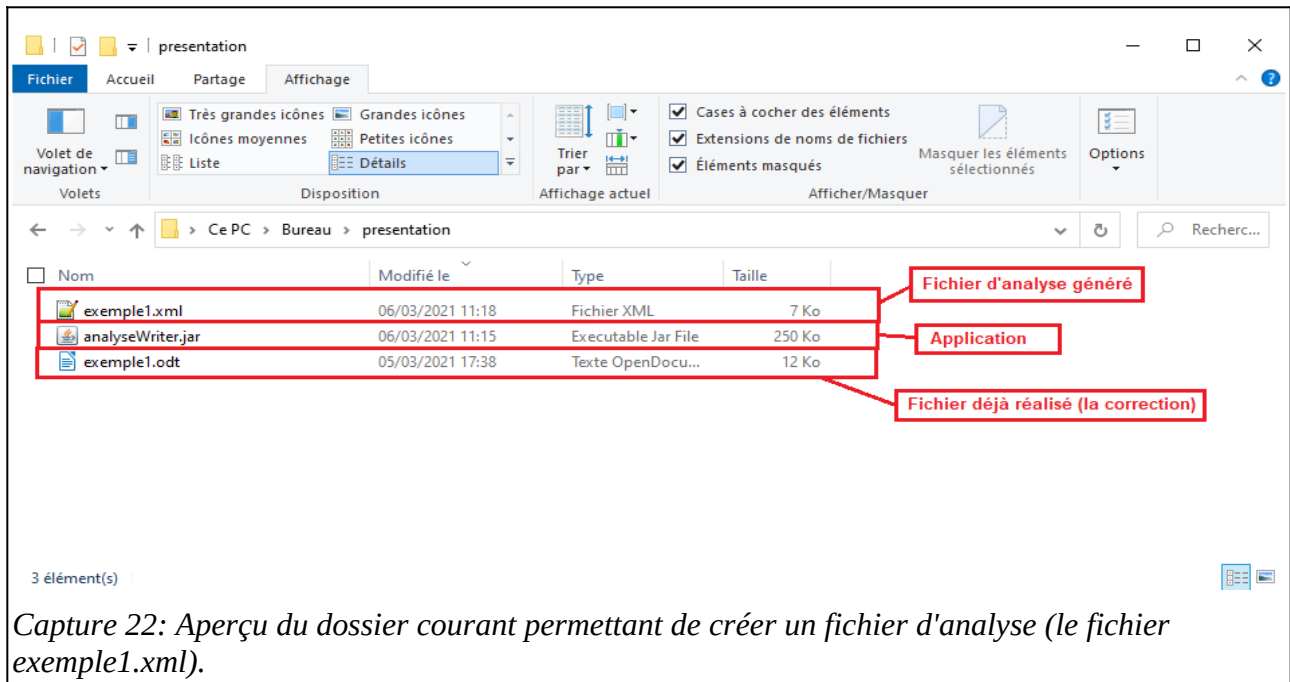 presentation
Fichier Accueil Partage Affichage
Très grandes icônes Grandes icônes
Icônes moyennes Petites icônes
Liste Détails
Volet de navigation
Volets
Disposition
Trier par
Affichage actuel
Cases à cocher des éléments
Extensions de noms de fichiers
Éléments masqués
Masquer les éléments sélectionnés
Afficher/Masquer
Options
Ce PC > Bureau > presentation
Recherc...
Nom Modifié le Type Taille
Fichier d'analyse généré
exemple1.xml 06/03/2021 11:18 Fichier XML 7 Ko
analyseWriter.jar 06/03/2021 11:15 Executable Jar File 250 Ko
Application
exemple1.odt 05/03/2021 17:38 Texte OpenDocu... 12 Ko
Fichier déjà réalisé (la correction)
3 élément(s)
Capture 22: Aperçu du dossier courant permettant de créer un fichier d'analyse (le fichier
exemple1.xml).